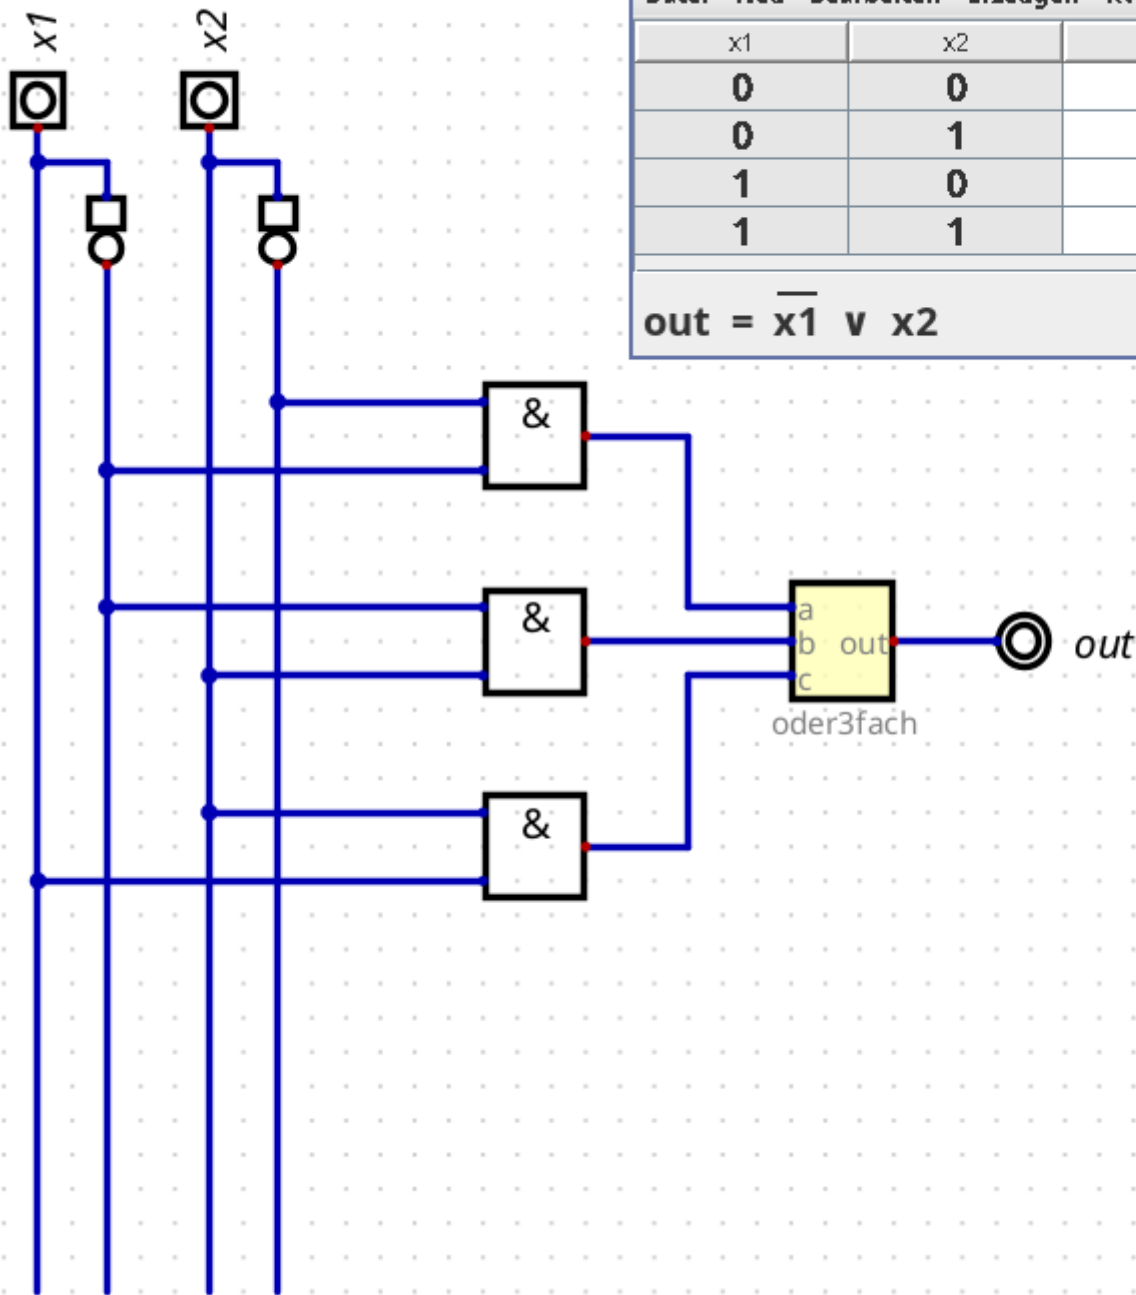 x1
x2
x1 x2
0 0
0 1
1 0
1 1
out = x1 ∨ x2
&
&
&
a
b out
c
oder3fach
out